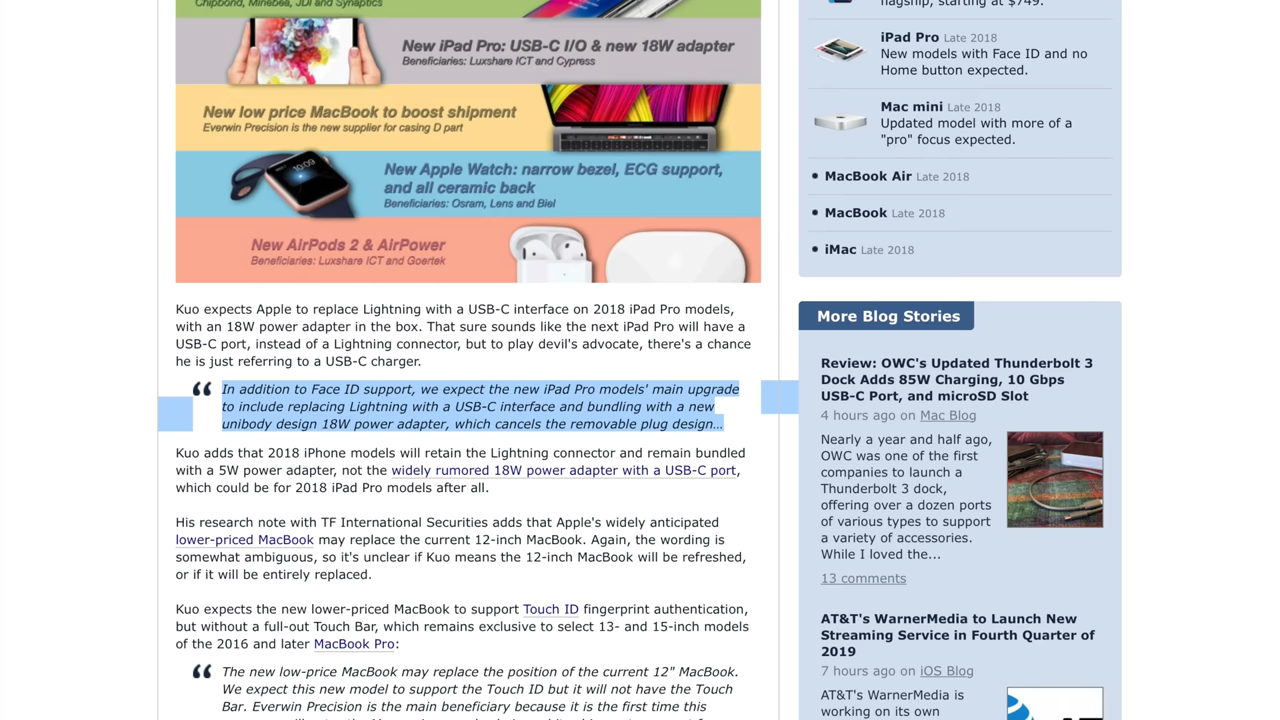 Chipbond, Minebea, JDI and Synaptics
New iPad Pro: USB-C I/O & new 18W adapter
Beneficiaries: Luxshare ICT and Cypress
New low price MacBook to boost shipment
Everwin Precision is the new supplier for casing D part
10:09
New Apple Watch: narrow bezel, ECG support,
and all ceramic back
Beneficiaries: Osram, Lens and Biel
New AirPods 2 & AirPower
Beneficiaries: Luxshare ICT and Goertek
Kuo expects Apple to replace Lightning with a USB-C interface on 2018 iPad Pro models,
with an 18W power adapter in the box. That sure sounds like the next iPad Pro will have a
USB-C port, instead of a Lightning connector, but to play devil's advocate, there's a chance
he is just referring to a USB-C charger.
“ In addition to Face ID support, we expect the new iPad Pro models' main upgrade
to include replacing Lightning with a USB-C interface and bundling with a new
unibody design 18W power adapter, which cancels the removable plug design…
Kuo adds that 2018 iPhone models will retain the Lightning connector and remain bundled
with a 5W power adapter, not the widely rumored 18W power adapter with a USB-C port,
which could be for 2018 iPad Pro models after all.
His research note with TF International Securities adds that Apple's widely anticipated
lower-priced MacBook may replace the current 12-inch MacBook. Again, the wording is
somewhat ambiguous, so it's unclear if Kuo means the 12-inch MacBook will be refreshed,
or if it will be entirely replaced.
Kuo expects the new lower-priced MacBook to support Touch ID fingerprint authentication,
but without a full-out Touch Bar, which remains exclusive to select 13- and 15-inch models
of the 2016 and later MacBook Pro:
“ The new low-price MacBook may replace the position of the current 12" MacBook.
We expect this new model to support the Touch ID but it will not have the Touch
Bar. Everwin Precision is the main beneficiary because it is the first time this
flagship, starting at $749.
iPad Pro Late 2018
New models with Face ID and no
Home button expected.
Mac mini Late 2018
Updated model with more of a
"pro" focus expected.
• MacBook Air Late 2018
• MacBook Late 2018
• iMac Late 2018
More Blog Stories
Review: OWC's Updated Thunderbolt 3
Dock Adds 85W Charging, 10 Gbps
USB-C Port, and microSD Slot
4 hours ago on Mac Blog
Nearly a year and half ago,
OWC was one of the first
companies to launch a
Thunderbolt 3 dock,
offering over a dozen ports
of various types to support
a variety of accessories.
While I loved the...
13 comments
AT&T's WarnerMedia to Launch New
Streaming Service in Fourth Quarter of
2019
7 hours ago on iOS Blog
AT&T's WarnerMedia is
working on its own